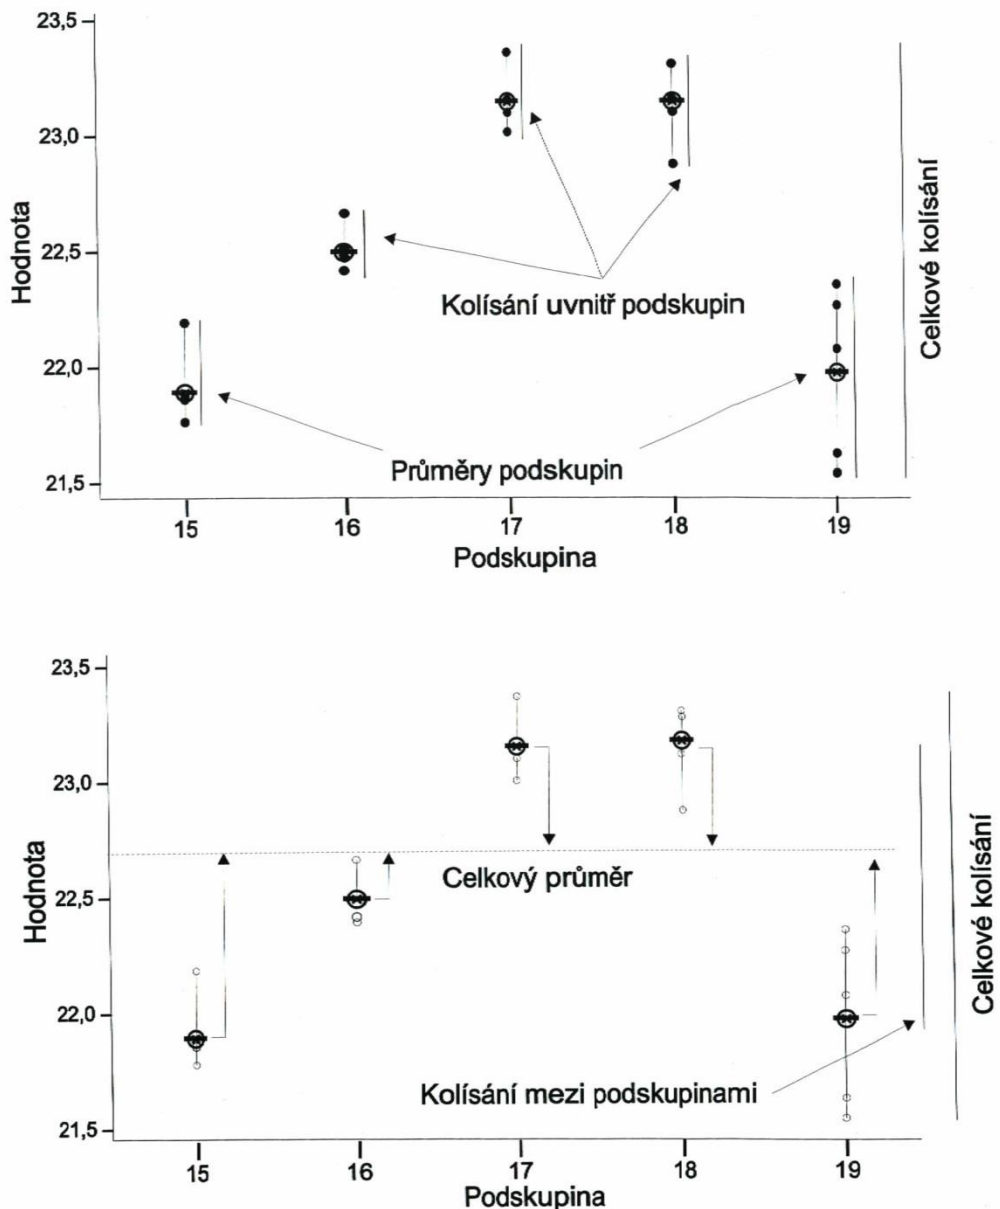 23,5
23,0
22,5
22,0
21,5
Hodnota
Kolísání uvnitř podskupin
Průměry podskupin
Celkové kolísání
15 16 17 18 19
Podskupina
23,5
23,0
22,5
22,0
21,5
Hodnota
Celkový průměr
Kolísání mezi podskupinami
Celkové kolísání
15 16 17 18 19
Podskupina